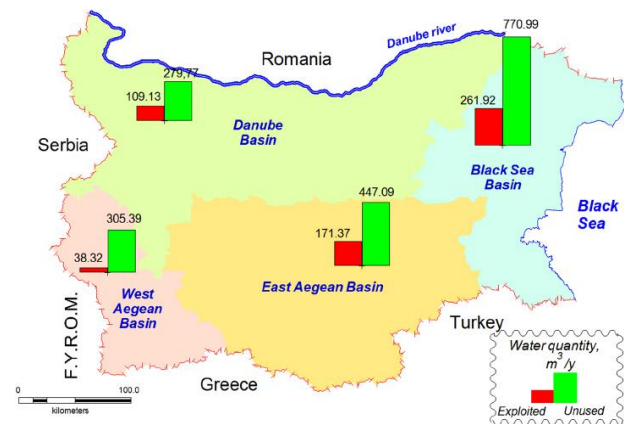 770.99
Danube river
Romania
279,77
109.13
261.92
Danube
Basin
Serbia
Black Sea
Basin
447.09
Black
Sea
305.39
171.37
38.32
West
Aegean
Basin
East Aegean Basin
F.Y.R.O.M.
Turkey
Greece
0 100.0
kilometers
Water quantity,
m³/y
Exploited Unused